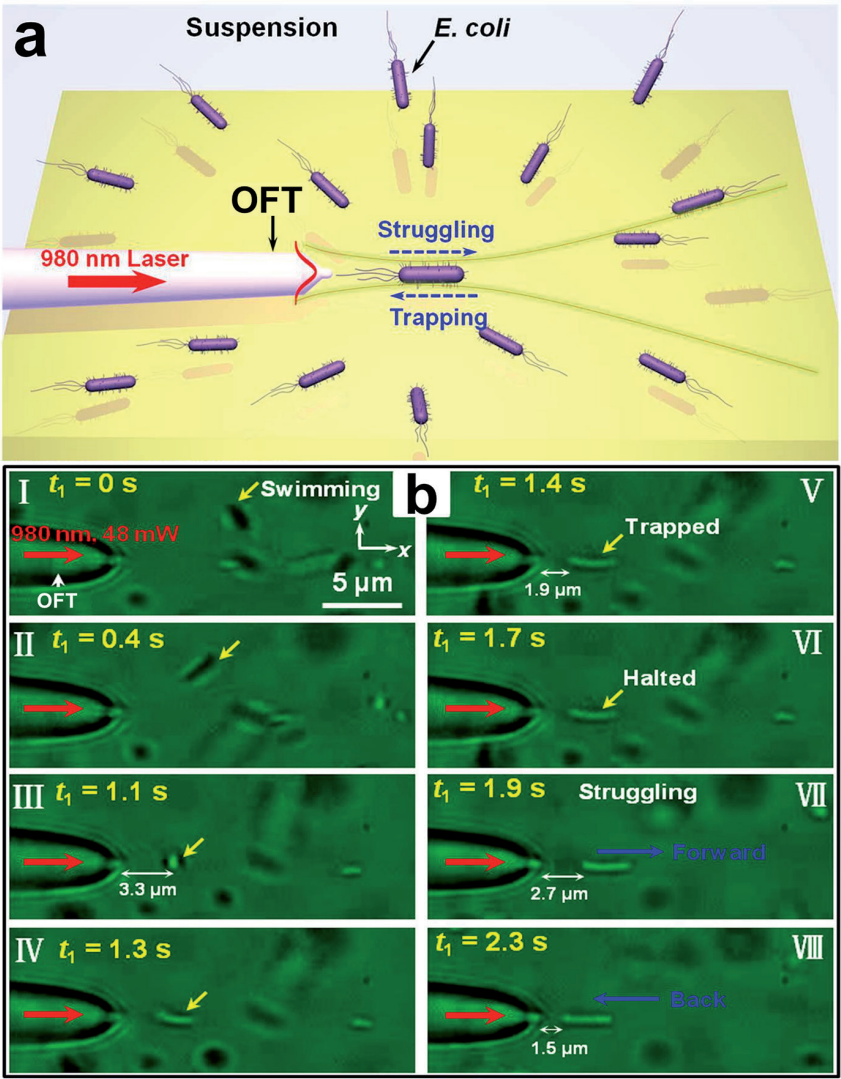 a
Suspension
E. coli
OFT
Struggling
980 nm Laser
Trapping
b
I
t1 = 0 s
Swimming
980 nm. 48 mW
y
x
OFT
5 µm
II
t1 = 0.4 s
III
t1 = 1.1 s
3.3 µm
IV
t1 = 1.3 s
t1 = 1.4 s
V
Trapped
1.9 µm
t1 = 1.7 s
VI
Halted
t1 = 1.9 s
Struggling
VII
Forward
2.7 µm
t1 = 2.3 s
VIII
Back
1.5 µm